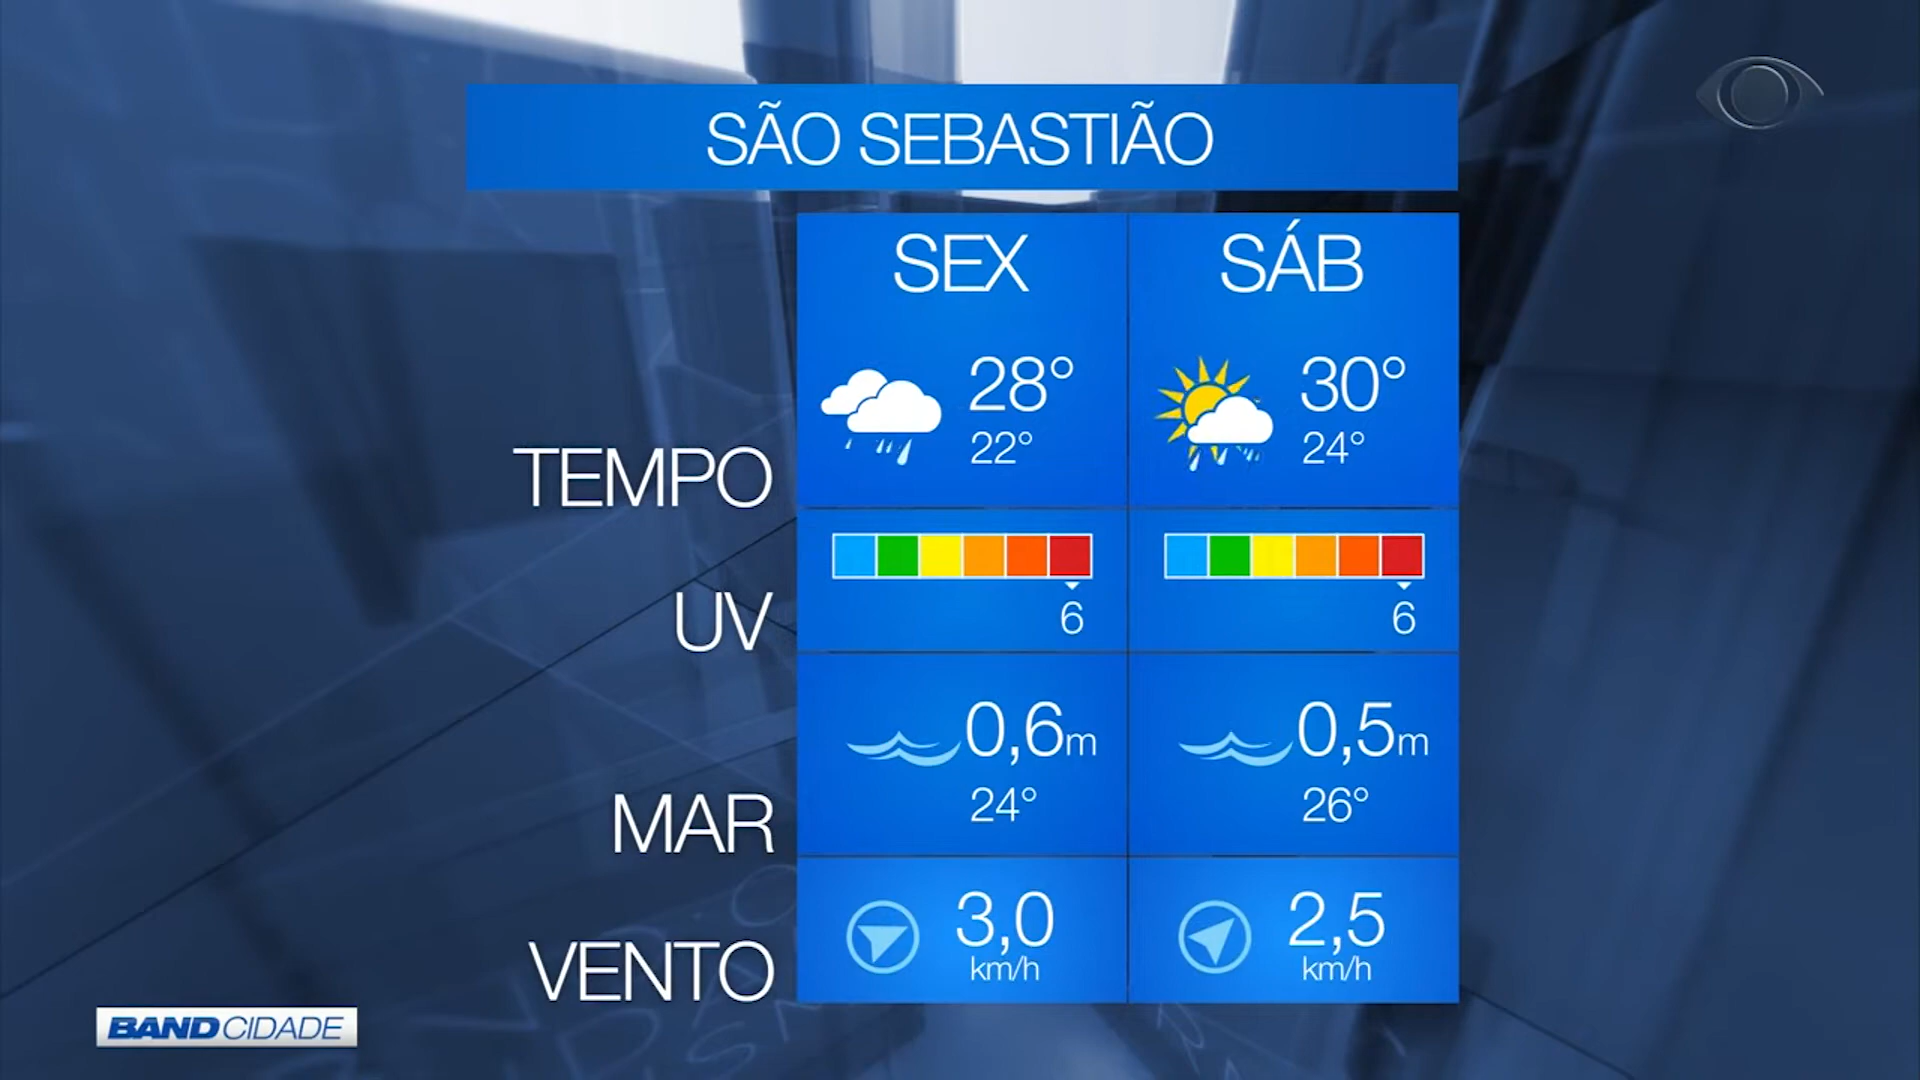 SÃO SEBASTIÃO
SEX SÁB
TEMPO
28° 30°
22° 24°
UV
6 6
MAR
0,6m 0,5m
24° 26°
VENTO
3,0 2,5
km/h km/h
BAND CIDADE